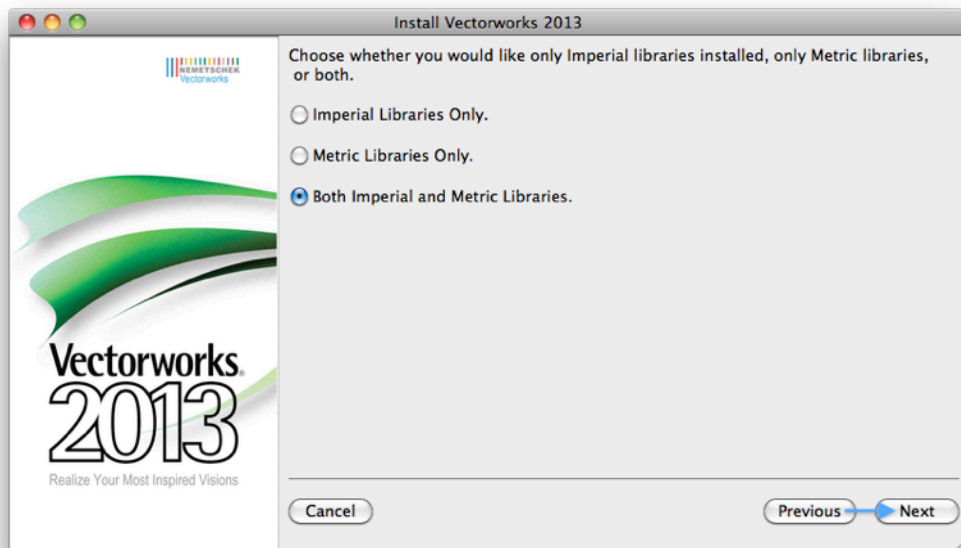 Install Vectorworks 2013
NEMETSCHEK
Vectorworks
Choose whether you would like only Imperial libraries installed, only Metric libraries,
or both.
Imperial Libraries Only.
Metric Libraries Only.
Both Imperial and Metric Libraries.
Vectorworks®
2013
Realize Your Most Inspired Visions
Cancel
Previous
Next